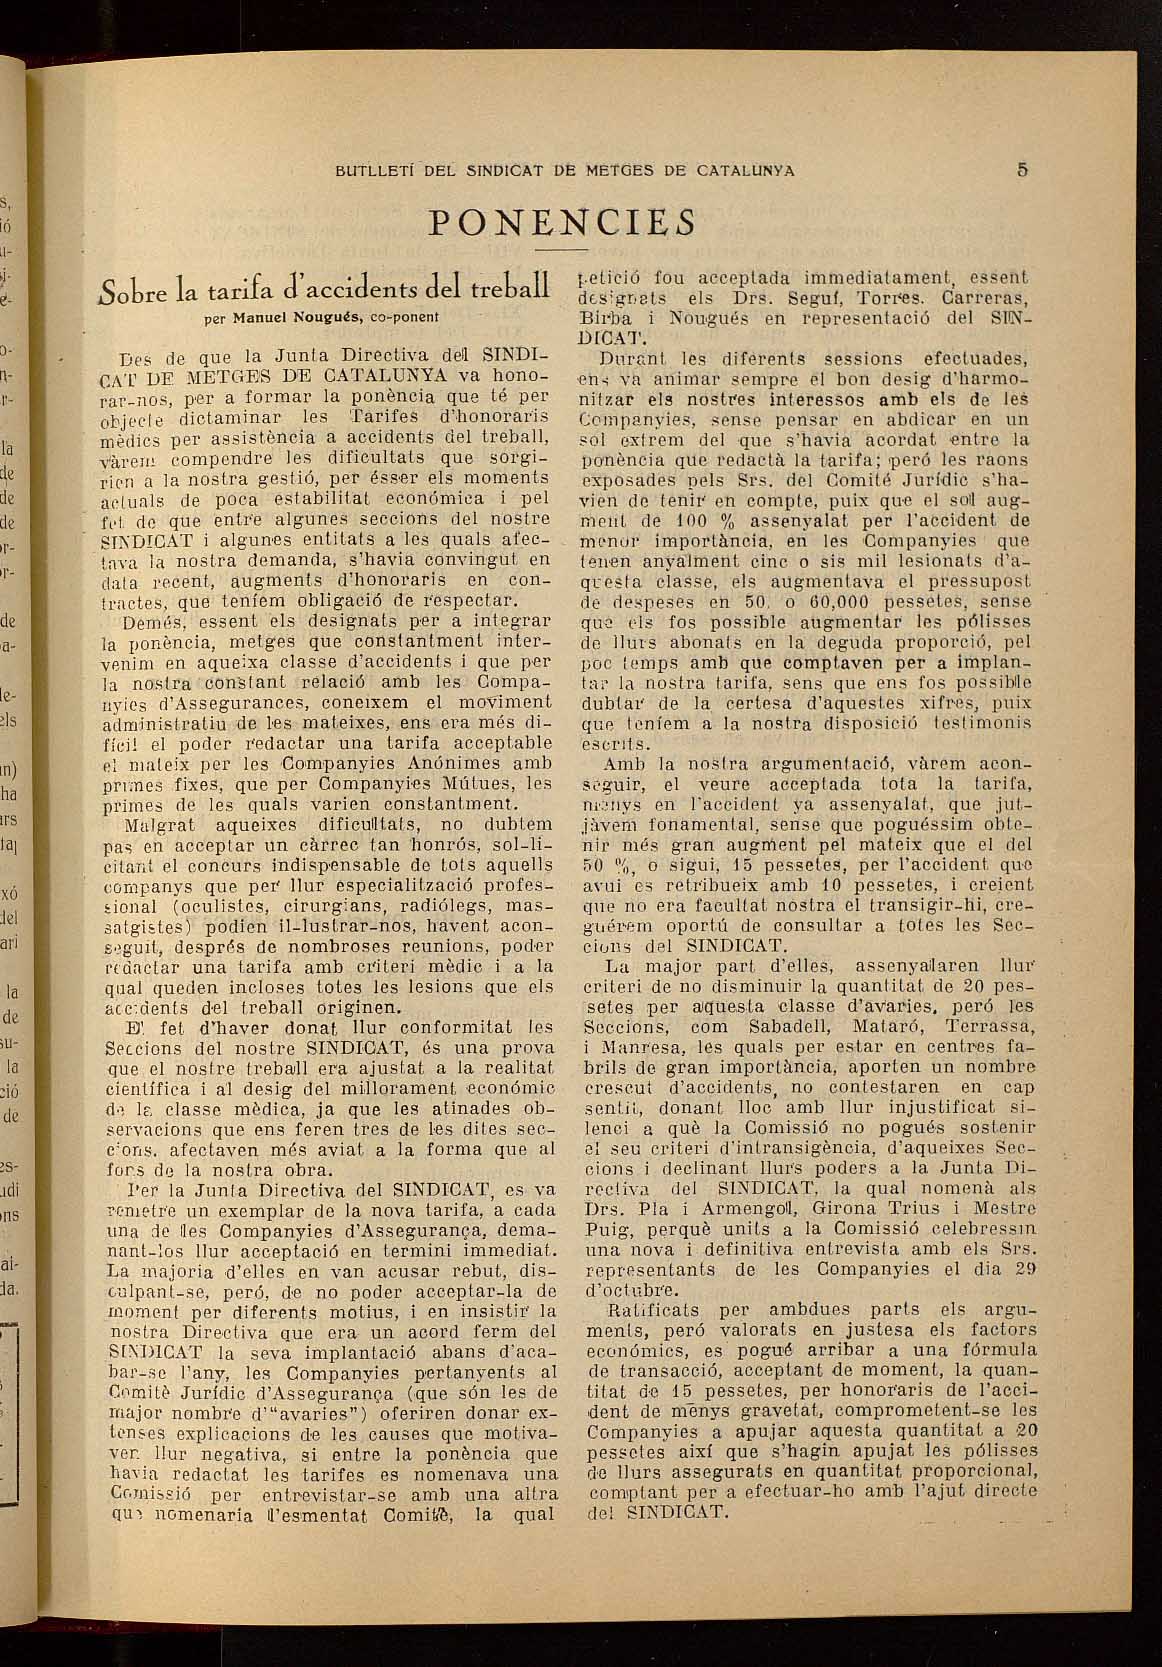 BUTLLETÍ DEL SINDICAT DE METGES DE CATALUNYA 5
PONENCIES
Sobre la tarifa d'accidents del treball
per Manuel Nougués, co-ponent
Des de que la Junta Directiva dell SINDI-
CAT DE METGES DE CATALUNYA va hono-
rar-nos, per a formar la ponència que té per
objecte dictaminar les Tarifes d'honoraris
mèdics per assistència a accidents del treball,
vàrem compendre les dificultats que sorgi-
rien a la nostra gestió, per ésser els moments
actuals de poca estabilitat económica i pel
fet de que entre algunes seccions del nostre
SINDICAT i algunes entitats a les quals afec-
tava la nostra demanda, s'havia convingut en
data recent, augments d'honoraris en con-
tractes, que teníem obligació de respectar.
Demés, essent els designats per a integrar
la ponència, metges que constantment inter-
venim en aqueixa classe d'accidents i que per
la nostra constant relació amb les Compa-
nyies d'Assegurances, coneixem el moviment
administratiu de les mateixes, ens era més di-
fícil el poder redactar una tarifa acceptable
el mateix per les Companyies Anónimes amb
primes fixes, que per Companyies Mútues, les
primes de les quals varien constantment.
Malgrat aqueixes dificulltats, no dubtem
pas en acceptar un càrrec tan honrós, sol-li-
citant el concurs indispensable de tots aquells
companys que per llur especialització profes-
sional (oculistes, cirurgians, radiólegs, mas-
satgistes) podien il-lustrar-nos, havent acon-
seguit, després de nombroses reunions, poder
redactar una tarifa amb criteri mèdic i a la
qual queden incloses totes les lesions que els
accidents del treball originen.
El fet d'haver donat llur conformitat les
Seccions del nostre SINDICAT, és una prova
que el nostre treball era ajustat a la realitat
científica i al desig del millorament económic
de la classe mèdica, ja que les atinades ob-
servacions que ens feren tres de les dites sec-
cions, afectaven més aviat a la forma que al
fons de la nostra obra.
Per la Junta Directiva del SINDICAT, es va
remetre un exemplar de la nova tarifa, a cada
una de lles Companyies d'Assegurança, dema-
nant-los llur acceptació en termini immediat.
La majoria d'elles en van acusar rebut, dis-
culpant-se, peró, de no poder acceptar-la de
moment per diferents motius, i en insistir la
nostra Directiva que era un acord ferm del
SINDICAT la seva implantació abans d'aca-
bar-se l'any, les Companyies pertanyents al
Comitè Jurídic d'Assegurança (que són les de
major nombre d'"avaries") oferiren donar ex-
tenses explicacions de les causes que motiva-
ven llur negativa, si entre la ponència que
havia redactat les tarifes es nomenava una
Comissió per entrevistar-se amb una altra
que nomenaria ll'esmentat Comitè, la qual
petició fou acceptada immediatament, essent
designats els Drs. Seguí, Torres. Carreras,
Birba i Nougués en representació del SIN-
DICAT.
Durant les diferents sessions efectuades,
ens va animar sempre el bon desig d'harmo-
nitzar els nostres interessos amb els de les
Companyies, sense pensar en abdicar en un
sol extrem del que s'havia acordat entre la
ponència que redactà la tarifa; peró les raons
exposades pels Srs. del Comité Jurídic s'ha-
vien de tenir en compte, puix que el soll aug-
ment de 100 % assenyalat per l'accident de
menor importància, en les Companyies que
tenen anyalment cinc o sis mil lesionats d'a-
questa classe, els augmentava el pressupost
de despeses en 50, o 60,000 pessetes, sense
que els fos possible augmentar les pólisses
de llurs abonats en la deguda proporció, pel
poc temps amb que comptaven per a implan-
tar la nostra tarifa, sens que ens fos possiblle
dubtar de la certesa d'aquestes xifres, puix
que teníem a la nostra disposició testimonis
escrits.
Amb la nostra argumentació, vàrem acon-
seguir, el veure acceptada tota la tarifa,
menys en l'accident ya assenyalat, que jut-
jàvem fonamental, sense que poguéssim obte-
nir més gran augment pel mateix que el del
50 %, o sigui, 15 pessetes, per l'accident que
avui es retribueix amb 10 pessetes, i creient
que no era facultat nostra el transigir-hi, cre-
guérem oportú de consultar a totes les Sec-
cions del SINDICAT.
La major part d'elles, assenyallaren llur
criteri de no disminuir la quantitat de 20 pes-
setes per aquesta classe d'avaries, peró les
Seccions, com Sabadell, Mataró, Terrassa,
i Manresa, les quals per estar en centres fa-
brils de gran importància, aporten un nombre
crescut d'accidents, no contestaren en cap
sentit, donant lloc amb llur injustificat si-
lenci a què la Comissió no pogués sostenir
el seu criteri d'intransigència, d'aqueixes Sec-
cions i declinant llurs poders a la Junta Di-
rectiva del SINDICAT, la qual nomenà als
Drs. Pla i Armengoll, Girona Trius i Mestre
Puig, perquè units a la Comissió celebressin
una nova i definitiva entrevista amb els Srs.
representants de les Companyies el dia 29
d'octubre.
Ratificats per ambdues parts els argu-
ments, peró valorats en justesa els factors
económics, es pogué arribar a una fórmula
de transacció, acceptant de moment, la quan-
titat de 15 pessetes, per honoraris de l'acci-
dent de menys gravetat, comprometent-se les
Companyies a apujar aquesta quantitat a 20
pessetes així que s'hagin apujat les pólisses
de llurs assegurats en quantitat proporcional,
comptant per a efectuar-ho amb l'ajut directe
del SINDICAT.